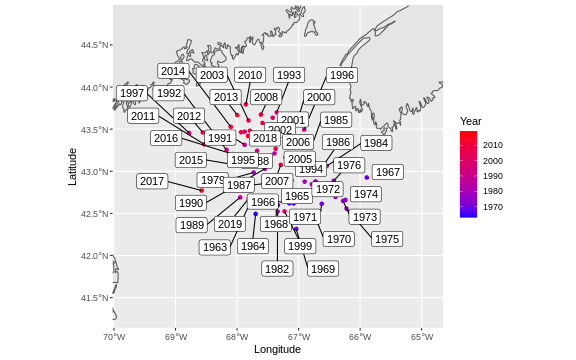 44.5°N
44.0°N
43.5°N
43.0°N
42.5°N
42.0°N
41.5°N
Latitude
70°W 69°W 68°W 67°W 66°W 65°W
Longitude
2014 2003 2010 1993 1996
1997 1992 2013 2008 2000
2011 2012 2001 1985
2016 1991 2018 2002 2006 1986 1984
2015 1995 88 2005 1994 1976 1967
2017 1979 1987 2007 1972 1974
1990 1966 1965
1989 2019 1968 1971 1973
1963 1964 1999 1970 1975
1982 1969
Year
2010
2000
1990
1980
1970